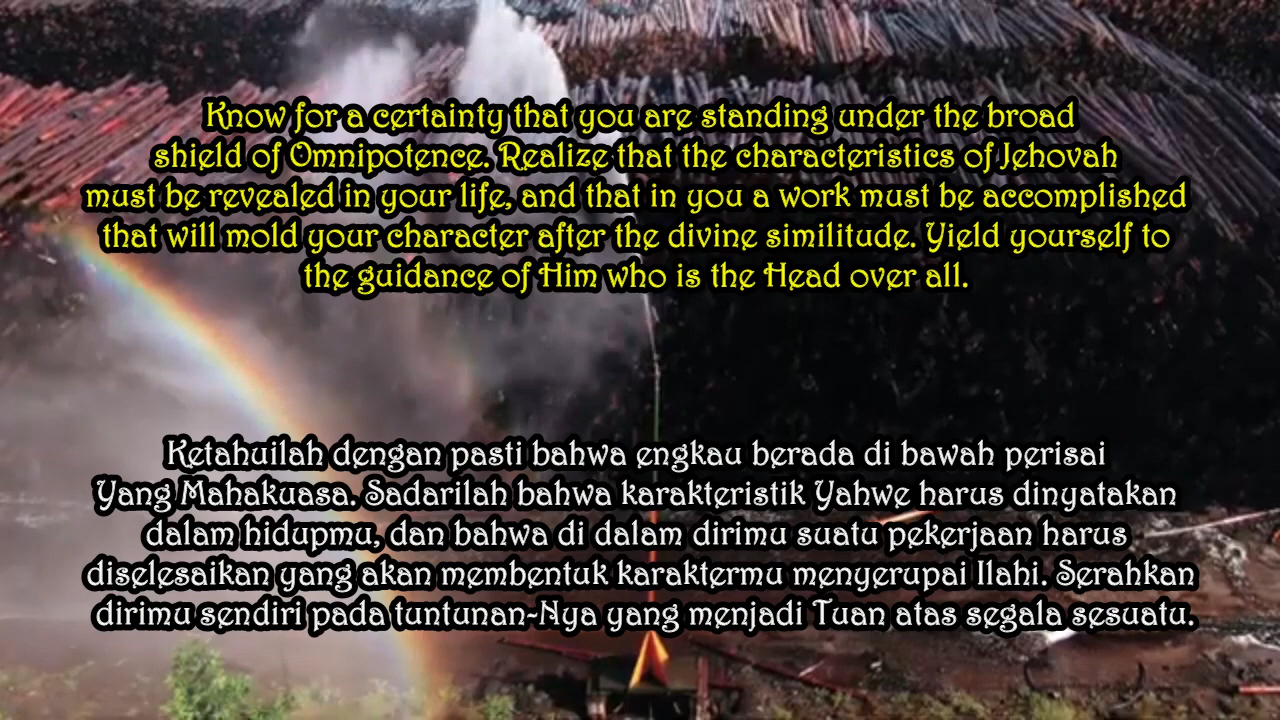 Know for a certainty that you are standing under the broad
shield of Omnipotence. Realize that the characteristics of Jehovah
must be revealed in your life, and that in you a work must be accomplished
that will mold your character after the divine similitude. Yield yourself to
the guidance of Him who is the Head over all.
Ketahuilah dengan pasti bahwa engkau berada di bawah perisai
Yang Mahakuasa. Sadarilah bahwa karakteristik Yahwe harus dinyatakan
dalam hidupmu, dan bahwa di dalam dirimu suatu pekerjaan harus
diselesaikan yang akan membentuk karaktermu menyerupai Ilahi. Serahkan
dirimu sendiri pada tuntunan-Nya yang menjadi Tuan atas segala sesuatu.